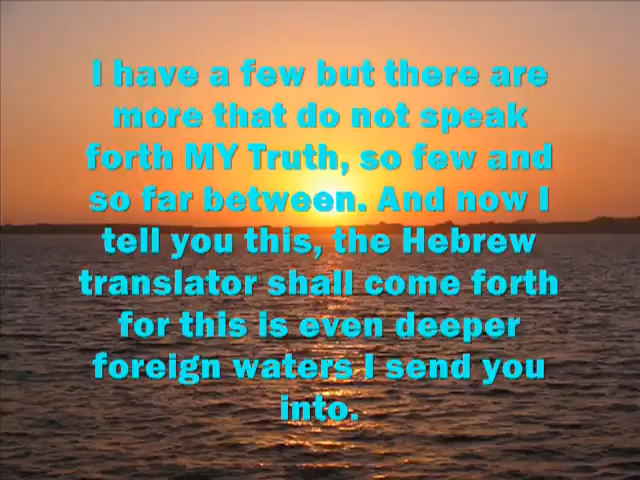 I have a few but there are
more that do not speak
forth MY Truth, so few and
so far between. And now I
tell you this, the Hebrew
translator shall come forth
for this is even deeper
foreign waters I send you
into.